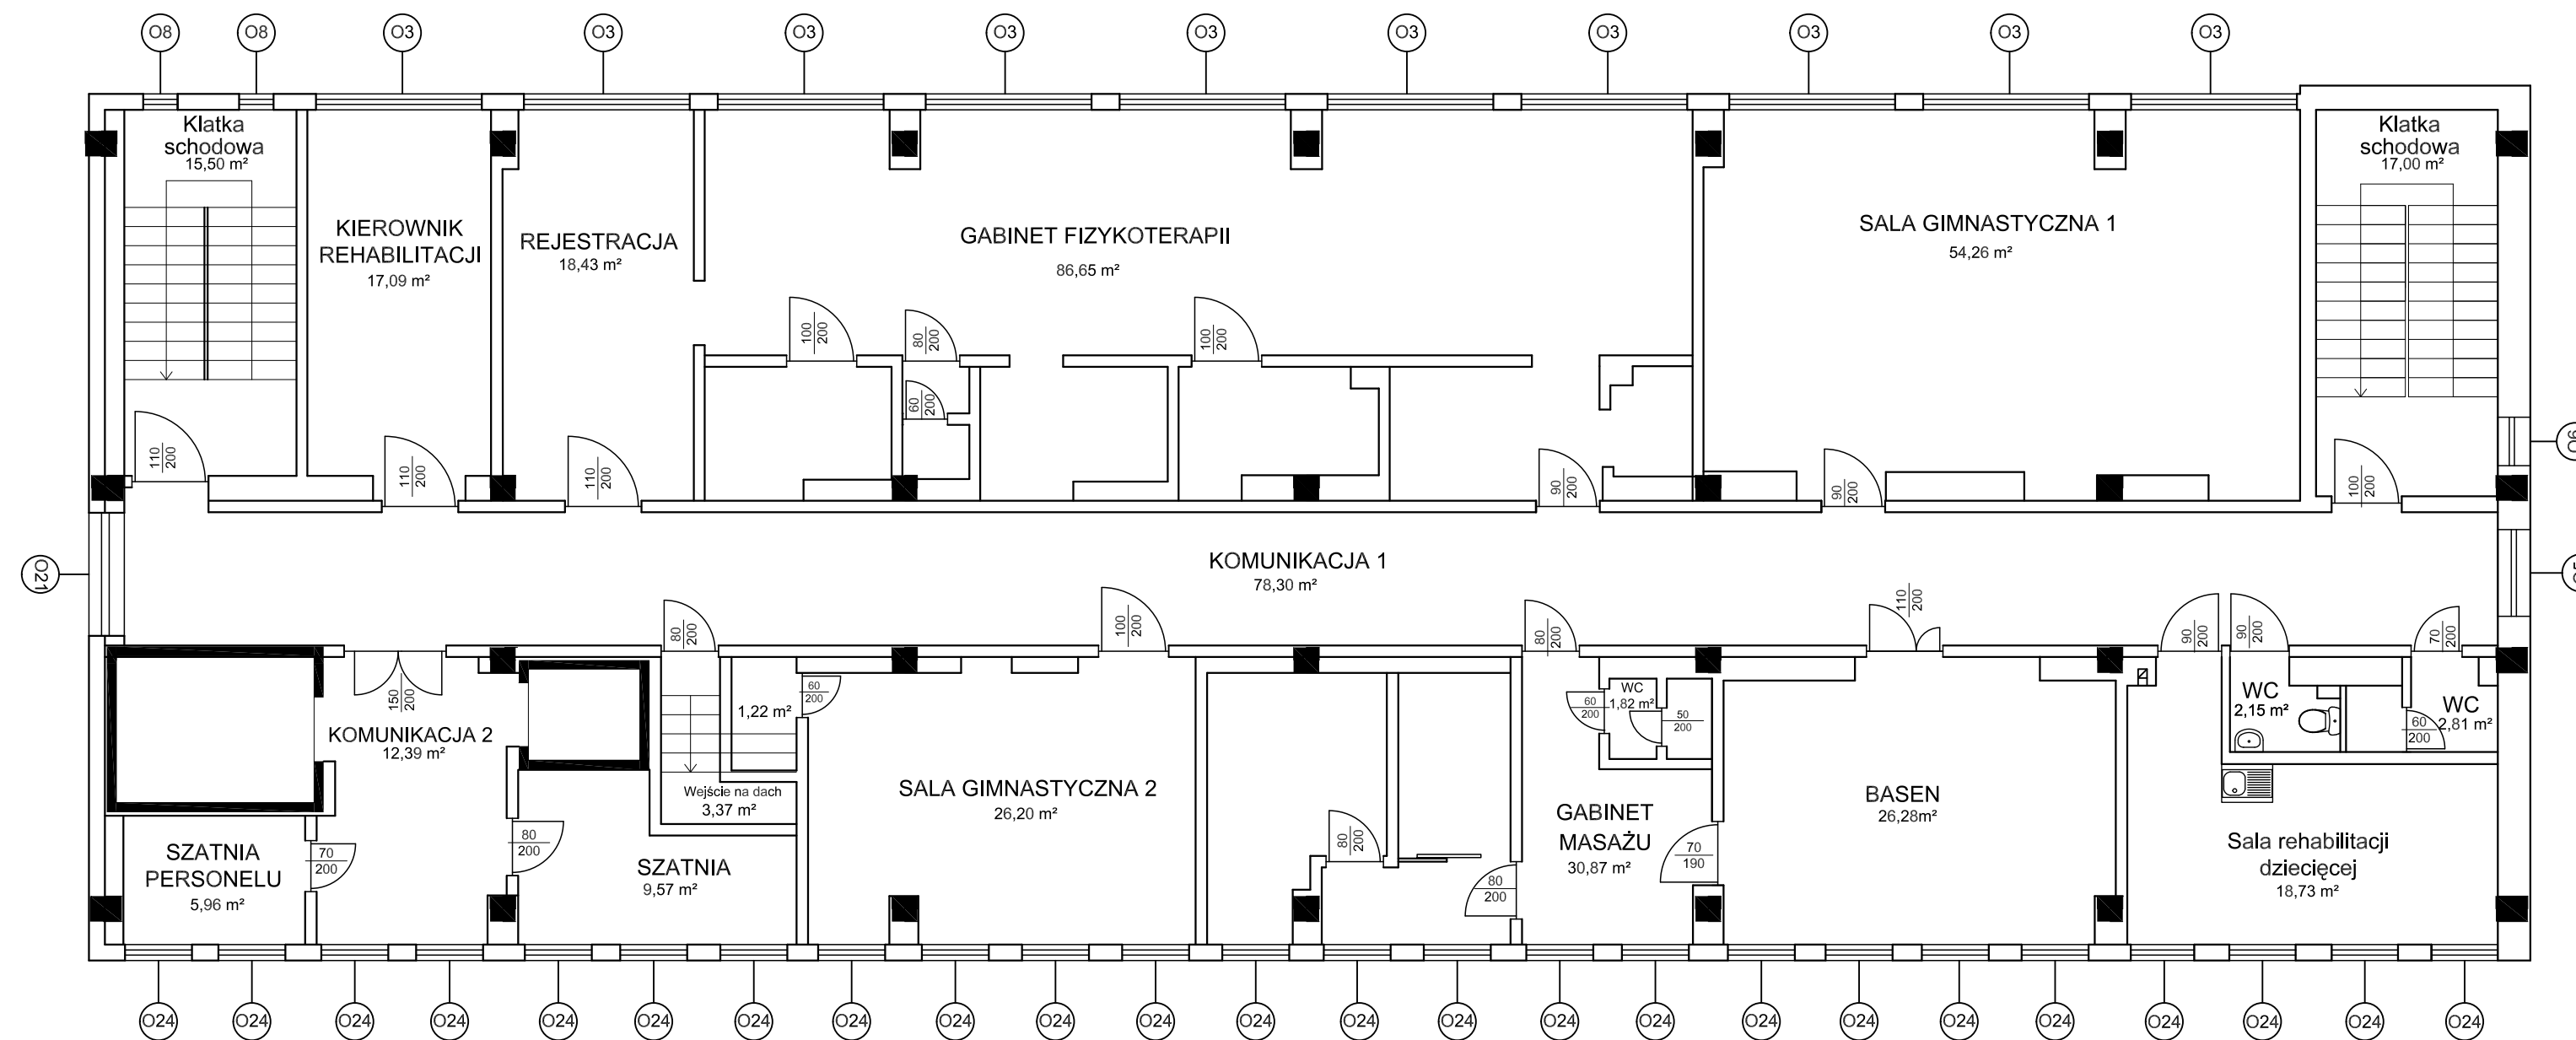 O8 O8 O3 O3 O3 O3 O3 O3 O3 O3 O3 O3
Klatka
schodowa
15,50 m²
Klatka
schodowa
17,00 m²
KIEROWNIK
REHABILITACJI
17,09 m²
REJESTRACJA
18,43 m²
GABINET FIZYKOTERAPII
86,65 m²
SALA GIMNASTYCZNA 1
54,26 m²
100
200
80
200
100
200
60
200
110
200
110
200
110
200
90
200
90
200
100
200
O21
KOMUNIKACJA 1
78,30 m²
80
200
100
200
80
200
110
200
90
200
90
200
70
200
150
200
KOMUNIKACJA 2
12,39 m²
1,22 m²
60
200
Wejście na dach
3,37 m²
SALA GIMNASTYCZNA 2
26,20 m²
WC
1,82 m²
60
200
50
200
WC
2,15 m²
WC
2,81 m²
60
200
SZATNIA
PERSONELU
5,96 m²
70
200
80
200
SZATNIA
9,57 m²
80
200
80
200
GABINET
MASAŻU
30,87 m²
70
190
BASEN
26,28m²
Sala rehabilitacji
dziecięcej
18,73 m²
O24 O24 O24 O24 O24 O24 O24 O24 O24 O24 O24 O24 O24 O24 O24 O24 O24 O24 O24 O24 O24 O24 O24